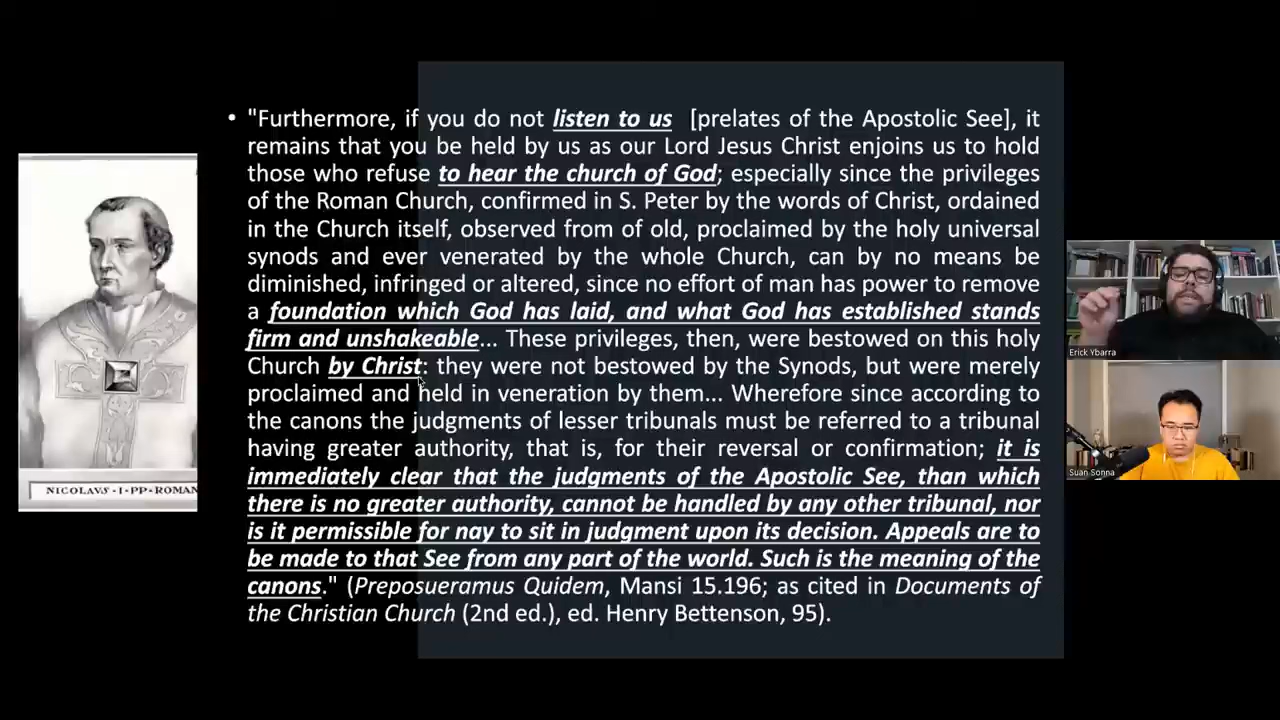 • "Furthermore, if you do not listen to us [prelates of the Apostolic See], it
remains that you be held by us as our Lord Jesus Christ enjoins us to hold
those who refuse to hear the church of God; especially since the privileges
of the Roman Church, confirmed in S. Peter by the words of Christ, ordained
in the Church itself, observed from of old, proclaimed by the holy universal
synods and ever venerated by the whole Church, can by no means be
diminished, infringed or altered, since no effort of man has power to remove
a foundation which God has laid, and what God has established stands
firm and unshakeable... These privileges, then, were bestowed on this holy
Church by Christ: they were not bestowed by the Synods, but were merely
proclaimed and held in veneration by them... Wherefore since according to
the canons the judgments of lesser tribunals must be referred to a tribunal
having greater authority, that is, for their reversal or confirmation; it is
immediately clear that the judgments of the Apostolic See, than which
there is no greater authority, cannot be handled by any other tribunal, nor
is it permissible for nay to sit in judgment upon its decision. Appeals are to
be made to that See from any part of the world. Such is the meaning of the
canons." (Preposueramus Quidem, Mansi 15.196; as cited in Documents of
the Christian Church (2nd ed.), ed. Henry Bettenson, 95).
NICOLAVS·I·PP·ROMAN
Erick Ybarra
Suan Sonna